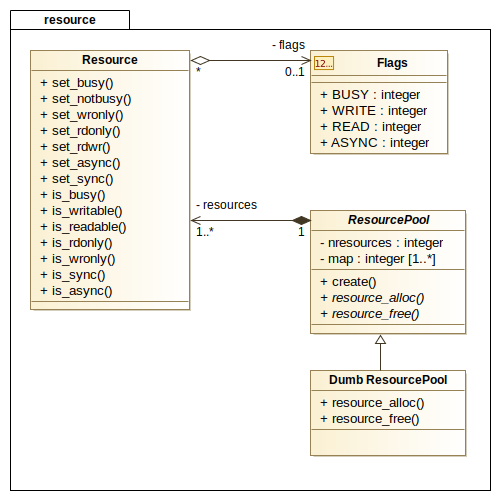 resource
Resource
+ set_busy()
+ set_notbusy()
+ set_wronly()
+ set_rdonly()
+ set_rdwr()
+ set_async()
+ set_sync()
+ is_busy()
+ is_writable()
+ is_readable()
+ is_rdonly()
+ is_wronly()
+ is_sync()
+ is_async()
- flags
*
0..1
12...
Flags
+ BUSY : integer
+ WRITE : integer
+ READ : integer
+ ASYNC : integer
- resources
1..*
1
ResourcePool
- nresources : integer
- map : integer [1..*]
+ create()
+ resource_alloc()
+ resource_free()
Dumb ResourcePool
+ resource_alloc()
+ resource_free()